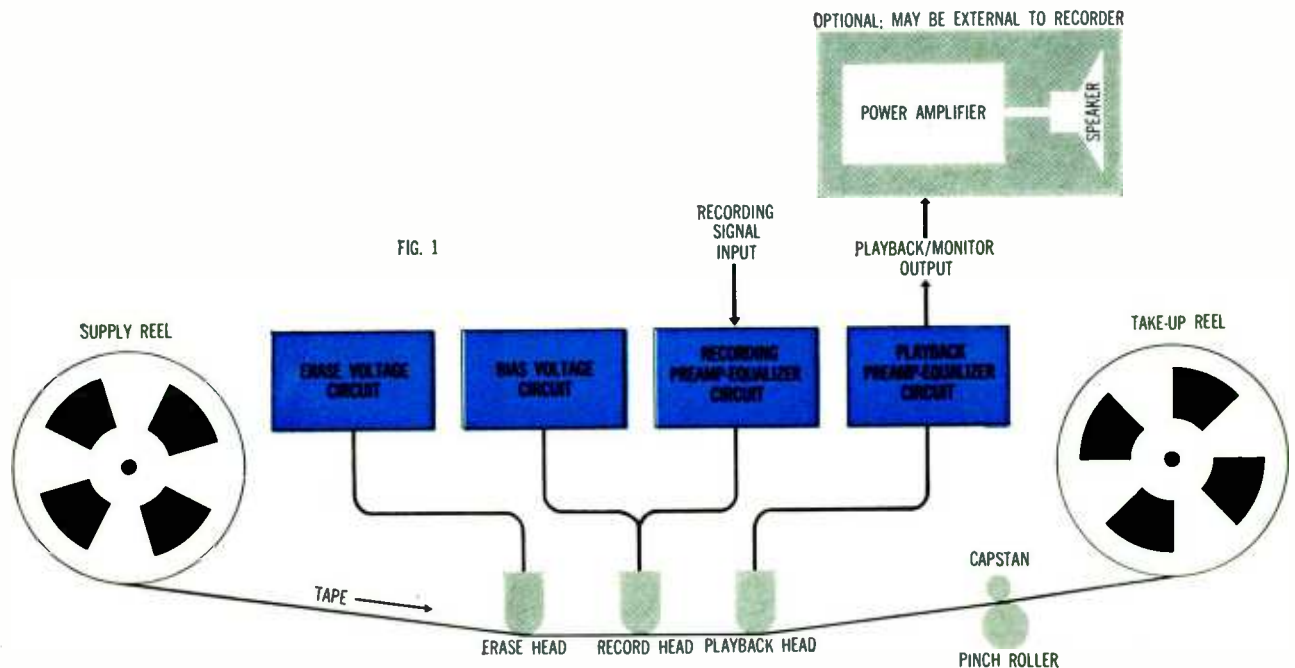 OPTIONAL; MAY BE EXTERNAL TO RECORDER
POWER AMPLIFIER
SPEAKER
RECORDING
SIGNAL
INPUT
FIG. 1
PLAYBACK/MONITOR
OUTPUT
SUPPLY REEL
ERASE VOLTAGE
CIRCUIT
BIAS VOLTAGE
CIRCUIT
RECORDING
PREAMP-EQUALIZER
CIRCUIT
PLAYBACK
PREAMP-EQUALIZER
CIRCUIT
TAKE-UP REEL
TAPE
CAPSTAN
ERASE HEAD
RECORD HEAD
PLAYBACK HEAD
PINCH ROLLER